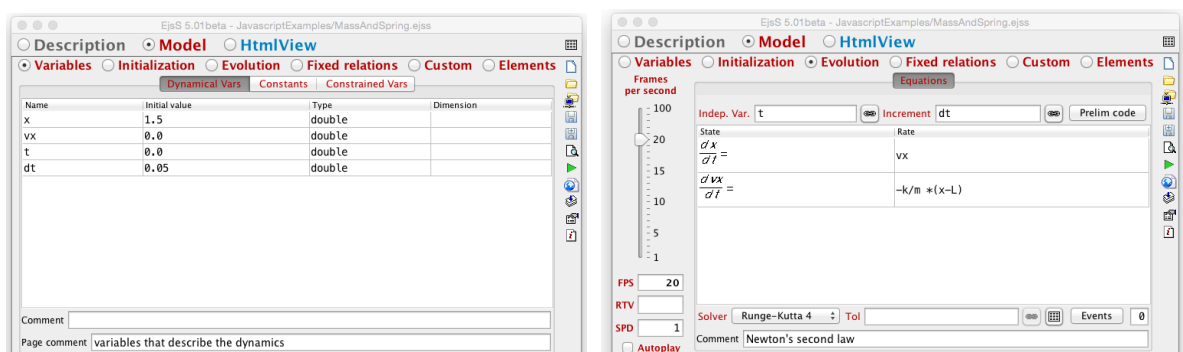 EjsS 5.01beta - JavascriptExamples/MassAndSpring.ejss
Description Model HtmlView
Variables Initialization Evolution Fixed relations Custom Elements
Dynamical Vars Constants Constrained Vars
Name Initial value Type Dimension
x 1.5 double
vx 0.0 double
t 0.0 double
dt 0.05 double
Comment
Page comment variables that describe the dynamics
EjsS 5.01beta - JavascriptExamples/MassAndSpring.ejss
Description Model HtmlView
Variables Initialization Evolution Fixed relations Custom Elements
Frames
per second
Equations
100
20
15
10
5
1
Indep. Var. t Increment dt Prelim code
State Rate
d x
d t = vx
d vx
d t = -k/m *(x-L)
FPS 20
RTV
SPD 1
Autoplay
Solver Runge-Kutta 4 Tol Events 0
Comment Newton's second law